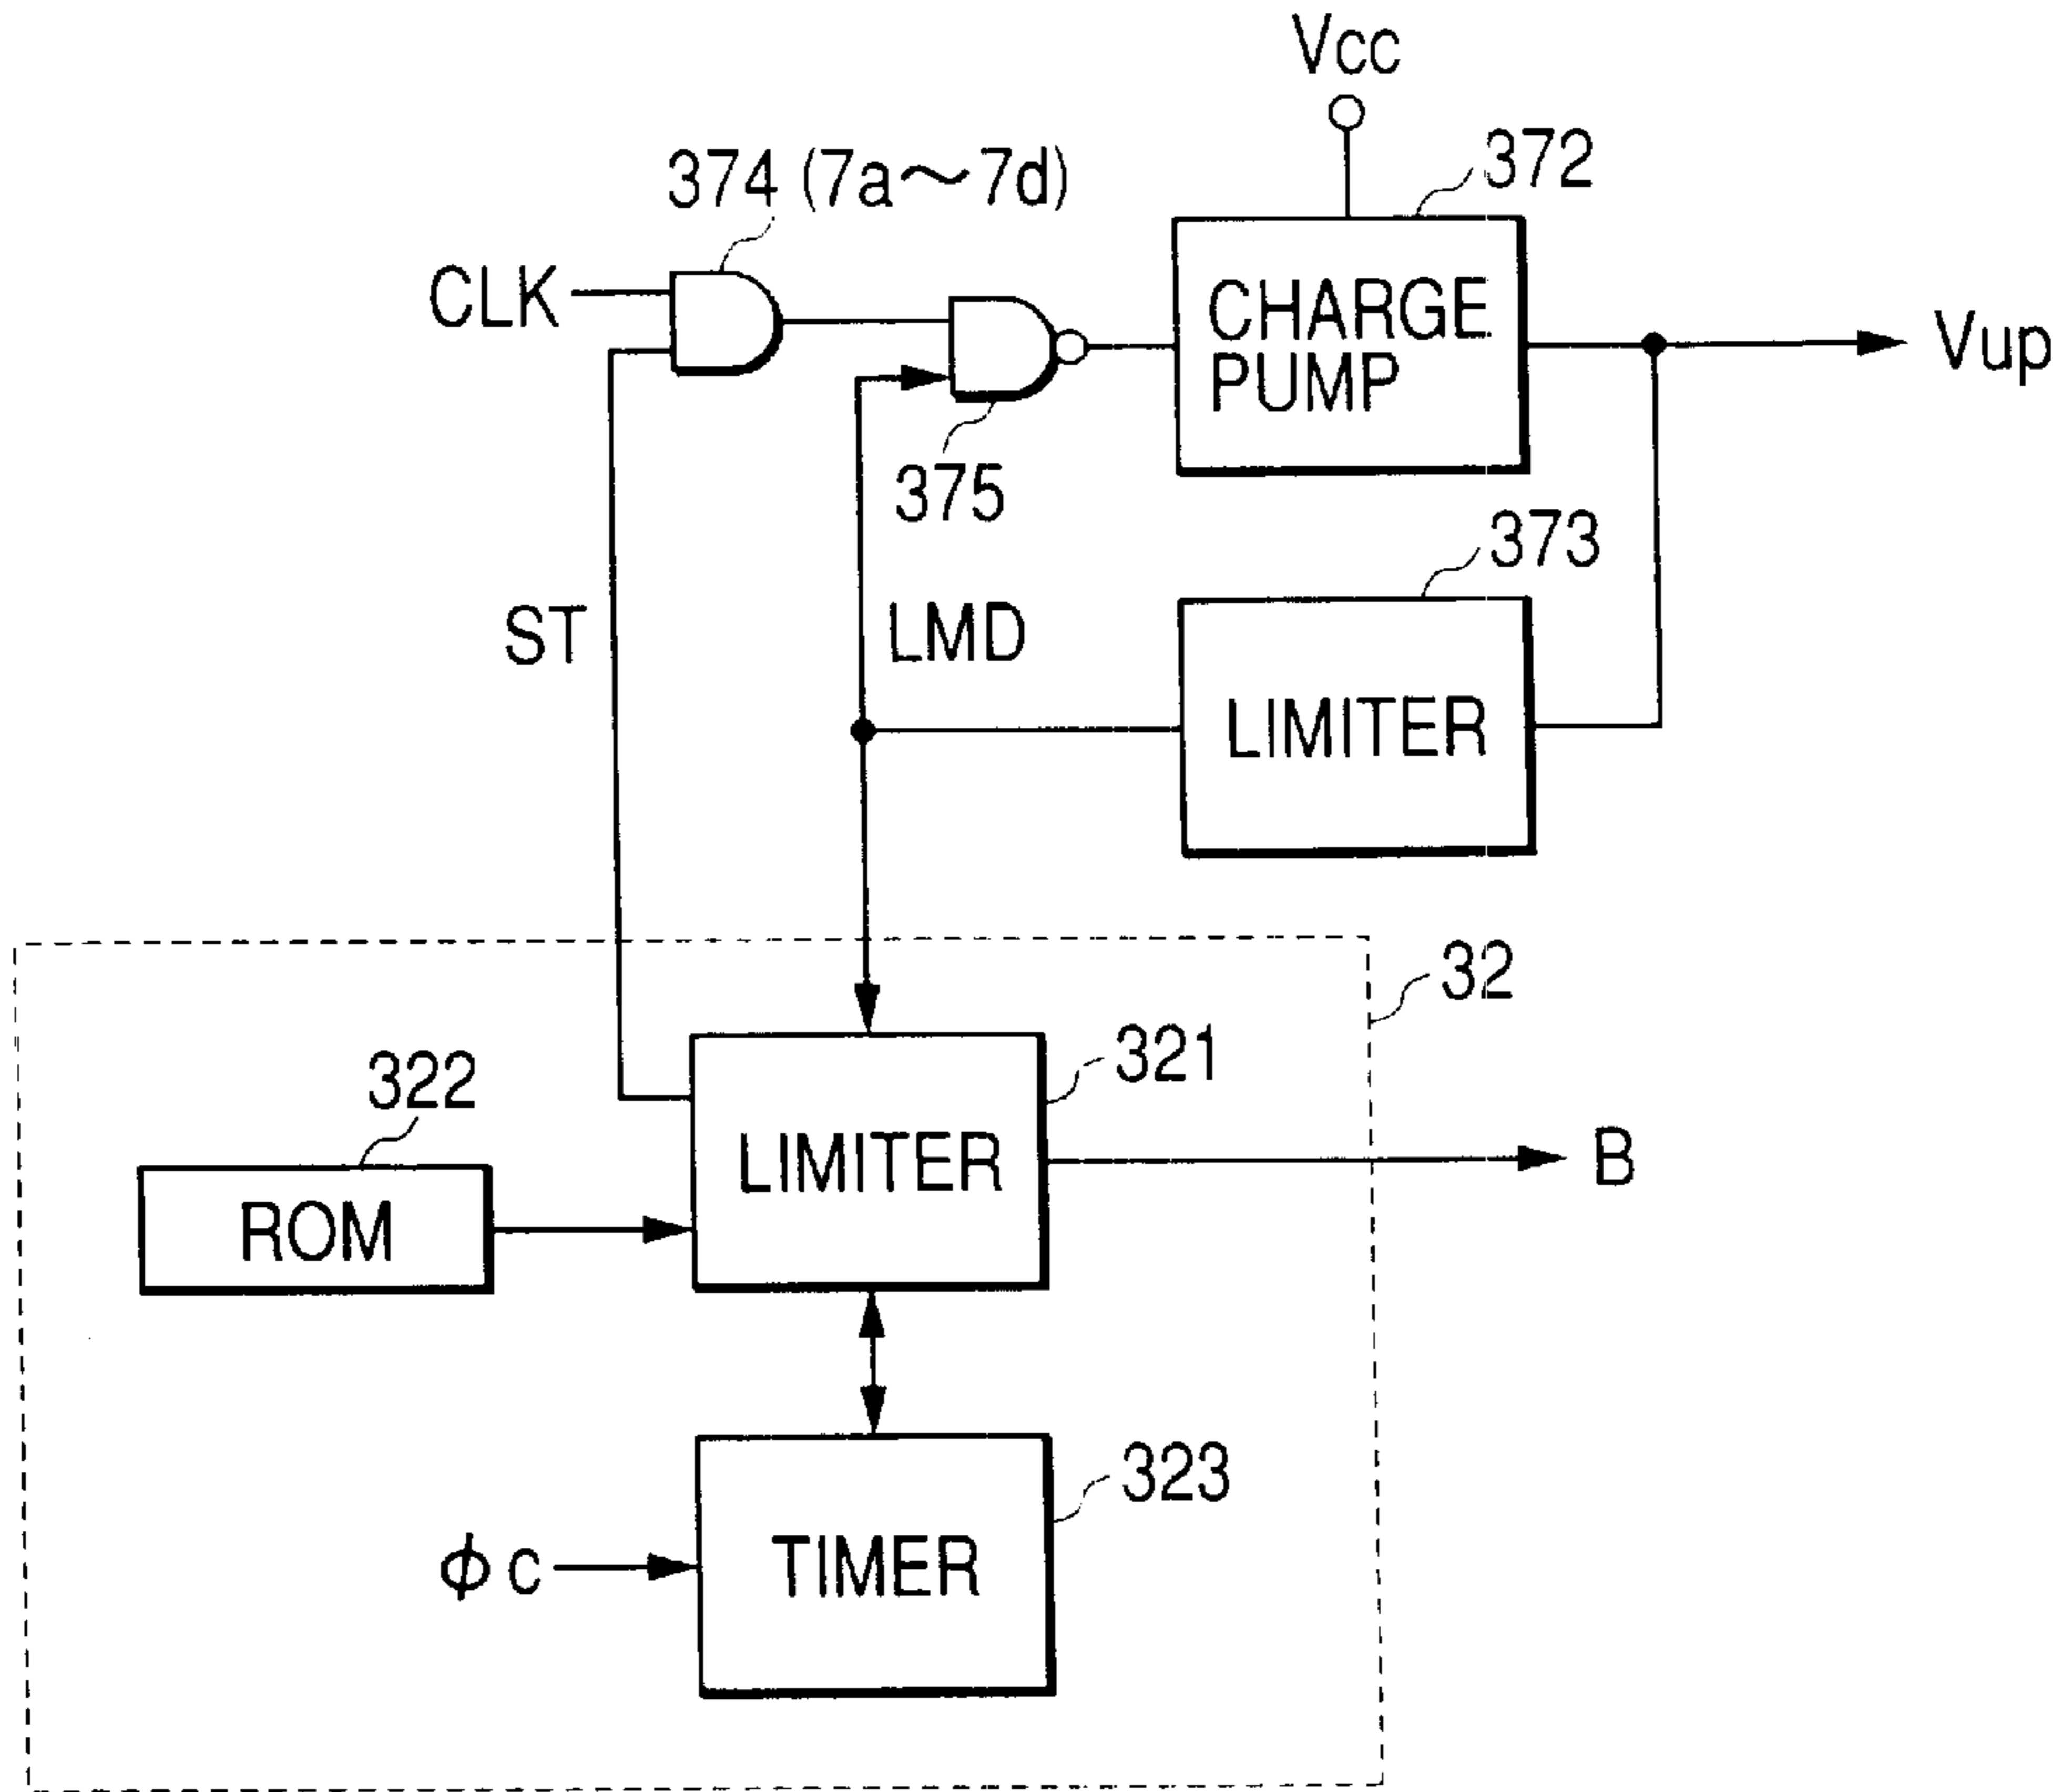 Vcc
374 (7a〜7d)
372
CLK
CHARGE
PUMP
Vup
375
373
ST
LMD
LIMITER
32
321
322
LIMITER
B
ROM
323
ϕc
TIMER